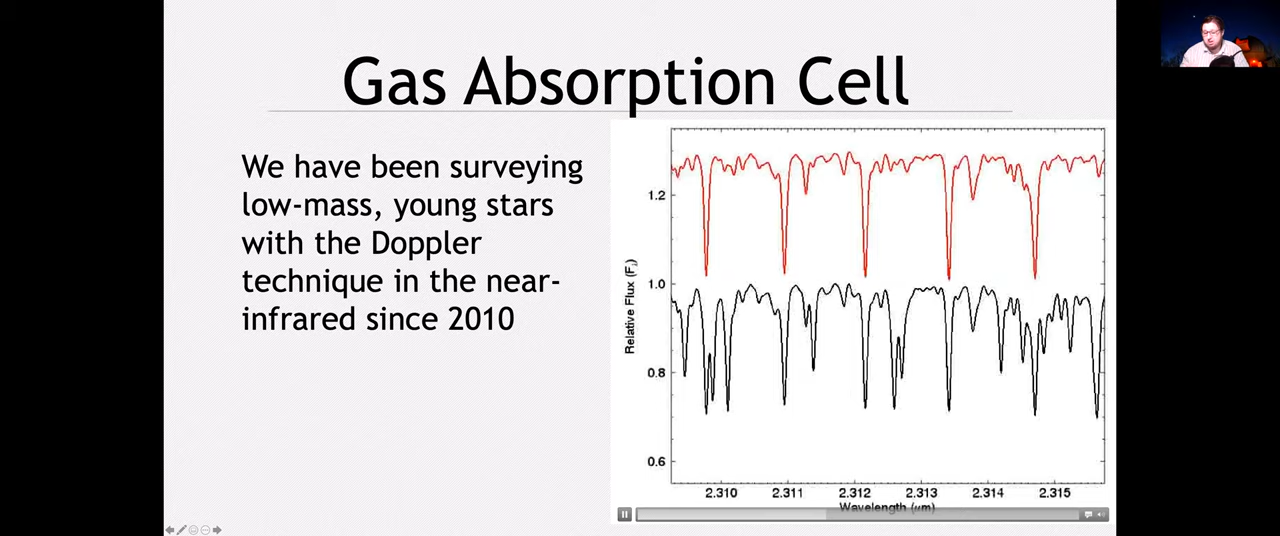 Gas Absorption Cell
We have been surveying
low-mass, young stars
with the Doppler
technique in the near-
infrared since 2010
1.2
1.0
0.8
0.6
Relative Flux (Fλ)
2.310 2.311 2.312 2.313 2.314 2.315
Wavelength (μm)